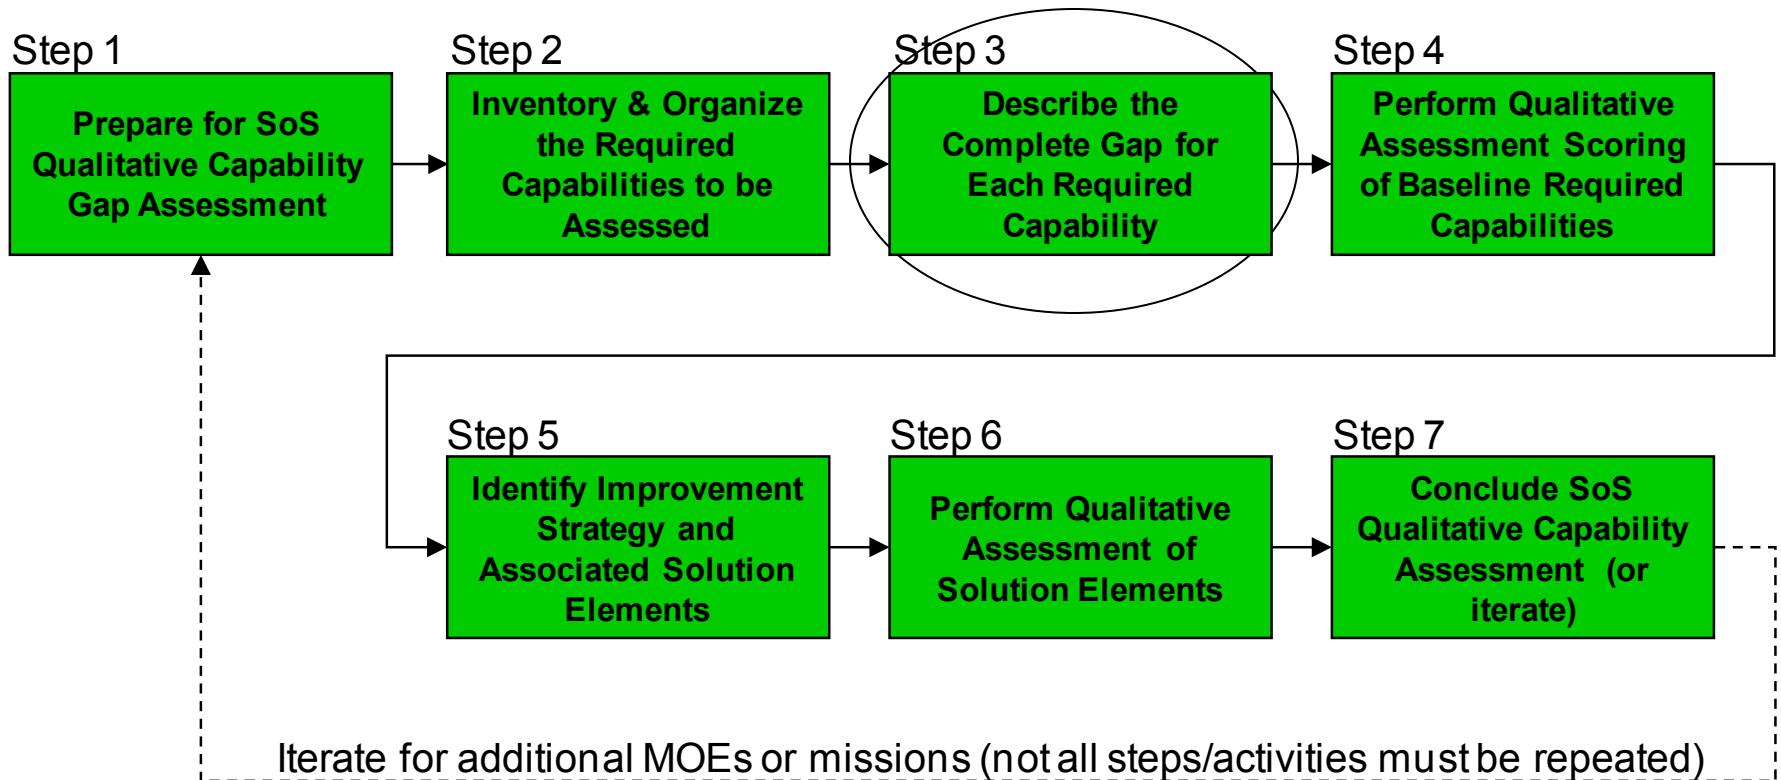 Step 1
Prepare for SoS
Qualitative Capability
Gap Assessment
Step 2
Inventory & Organize
the Required
Capabilities to be
Assessed
Step 3
Describe the
Complete Gap for
Each Required
Capability
Step 4
Perform Qualitative
Assessment Scoring
of Baseline Required
Capabilities
Step 5
Identify Improvement
Strategy and
Associated Solution
Elements
Step 6
Perform Qualitative
Assessment of
Solution Elements
Step 7
Conclude SoS
Qualitative Capability
Assessment (or
iterate)
Iterate for additional MOEs or missions (not all steps/activities must be repeated)